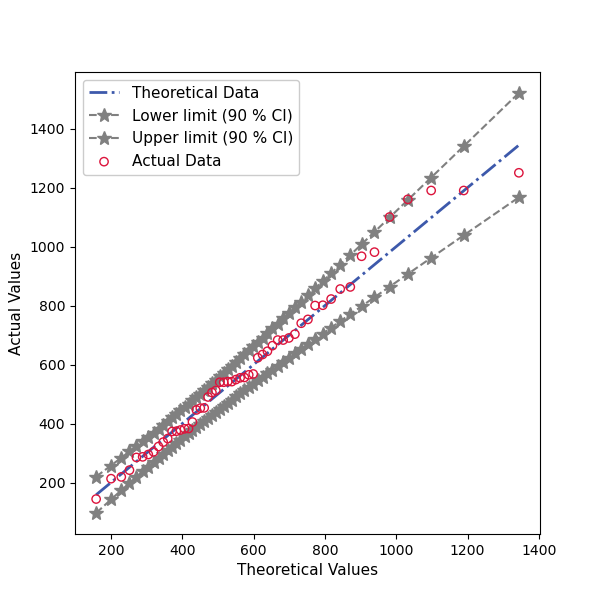 Theoretical Data
Lower limit (90 % CI)
Upper limit (90 % CI)
Actual Data
1400
1200
1000
800
600
400
200
Actual Values
200 400 600 800 1000 1200 1400
Theoretical Values